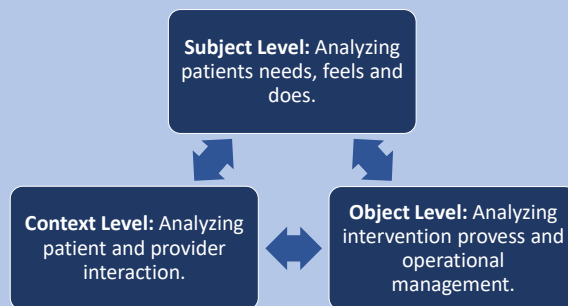 Subject Level: Analyzing
patients needs, feels and
does.
Context Level: Analyzing
patient and provider
interaction.
Object Level: Analyzing
intervention provess and
operational
management.